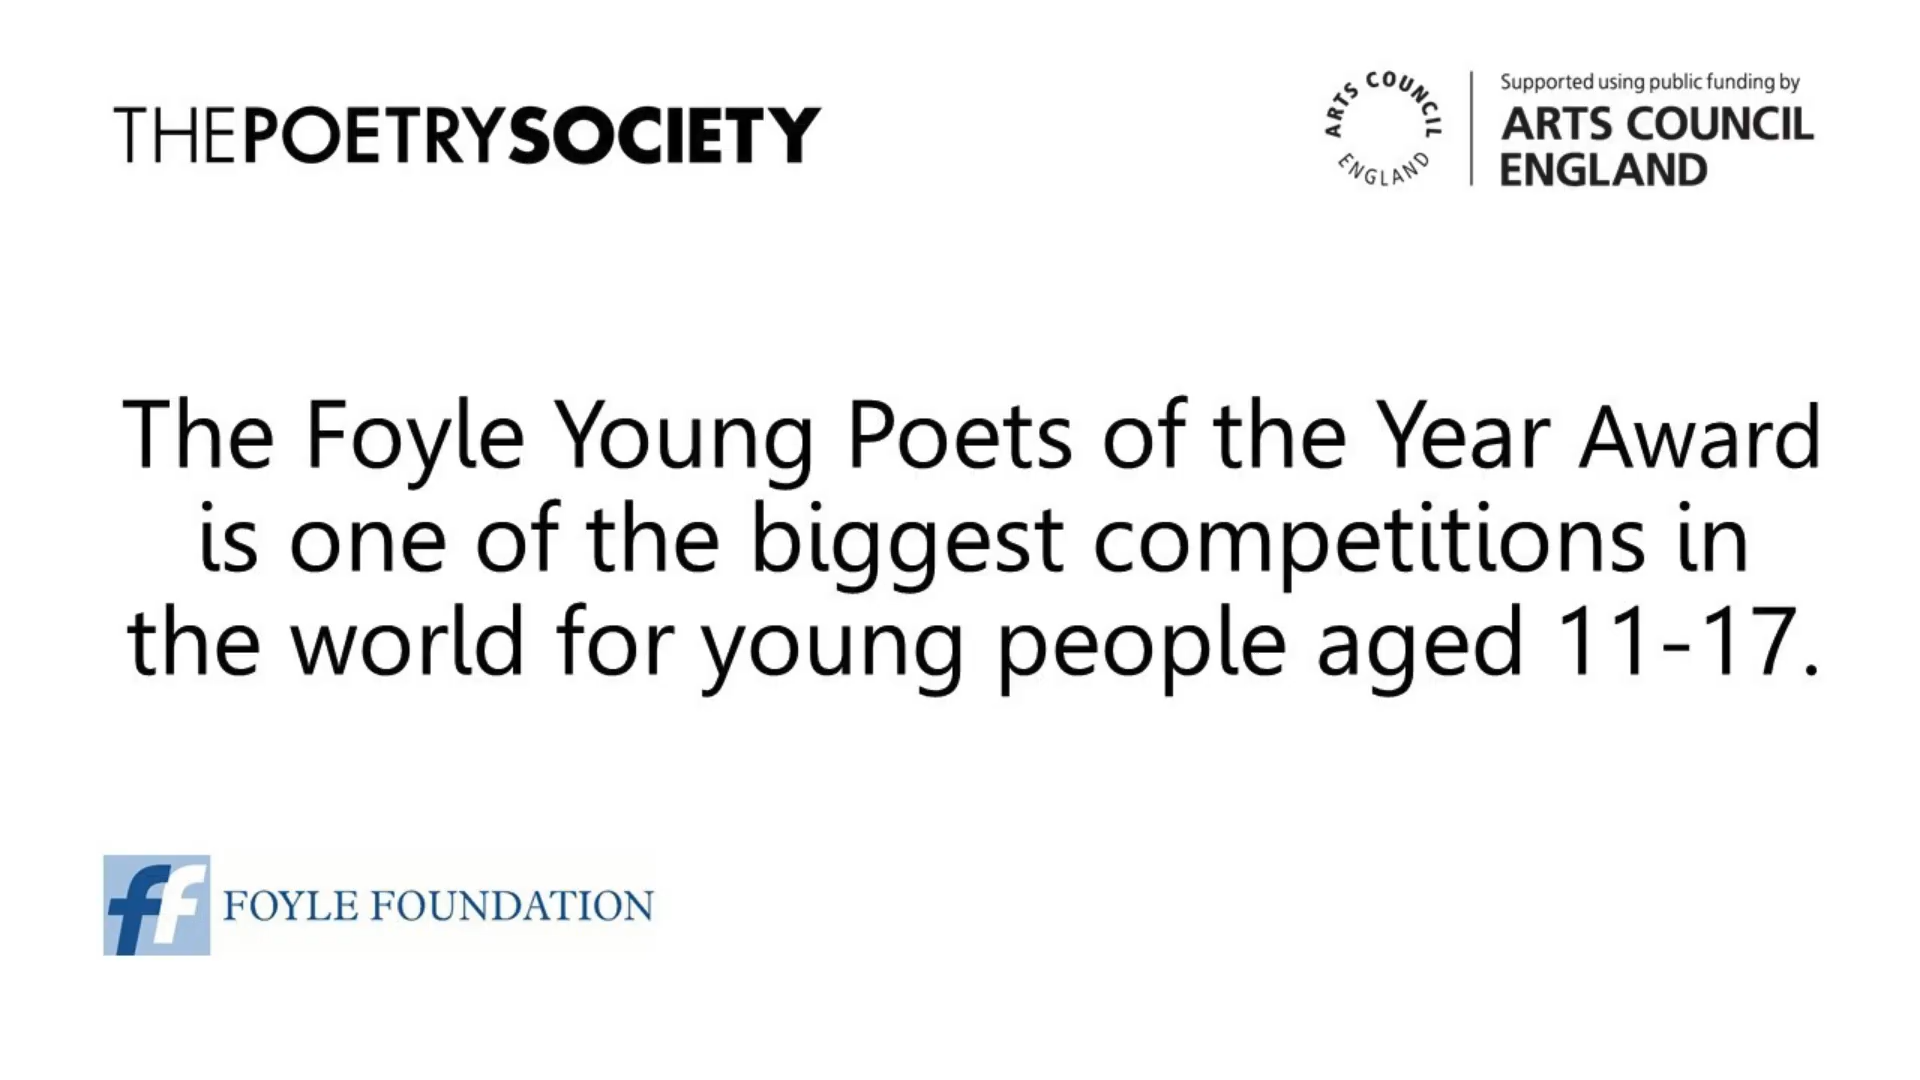 THEPOETRYSOCIETY
ARTS COUNCIL
ENGLAND
Supported using public funding by
ARTS COUNCIL
ENGLAND
The Foyle Young Poets of the Year Award
is one of the biggest competitions in
the world for young people aged 11-17.
ff
FOYLE FOUNDATION